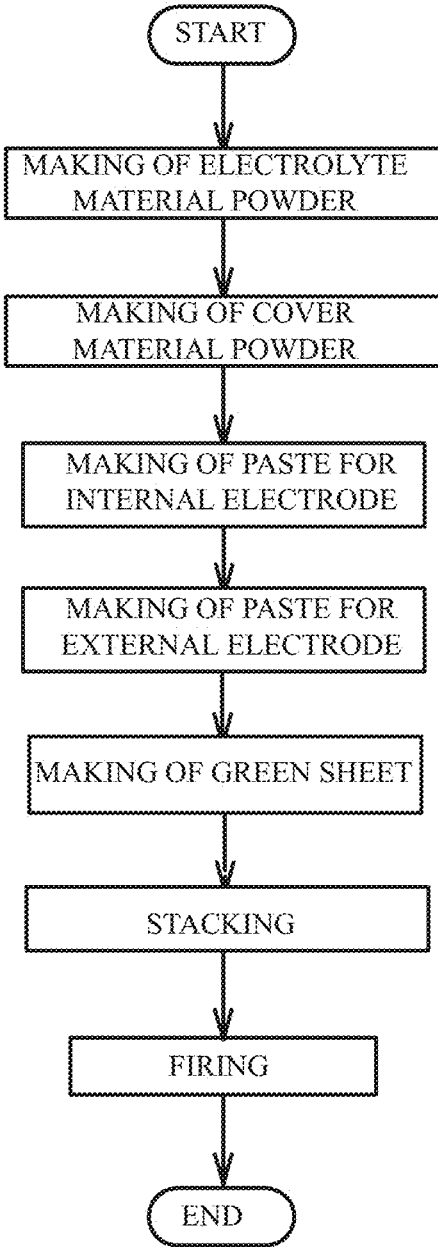 START
MAKING OF ELECTROLYTE
MATERIAL POWDER
MAKING OF COVER
MATERIAL POWDER
MAKING OF PASTE FOR
INTERNAL ELECTRODE
MAKING OF PASTE FOR
EXTERNAL ELECTRODE
MAKING OF GREEN SHEET
STACKING
FIRING
END